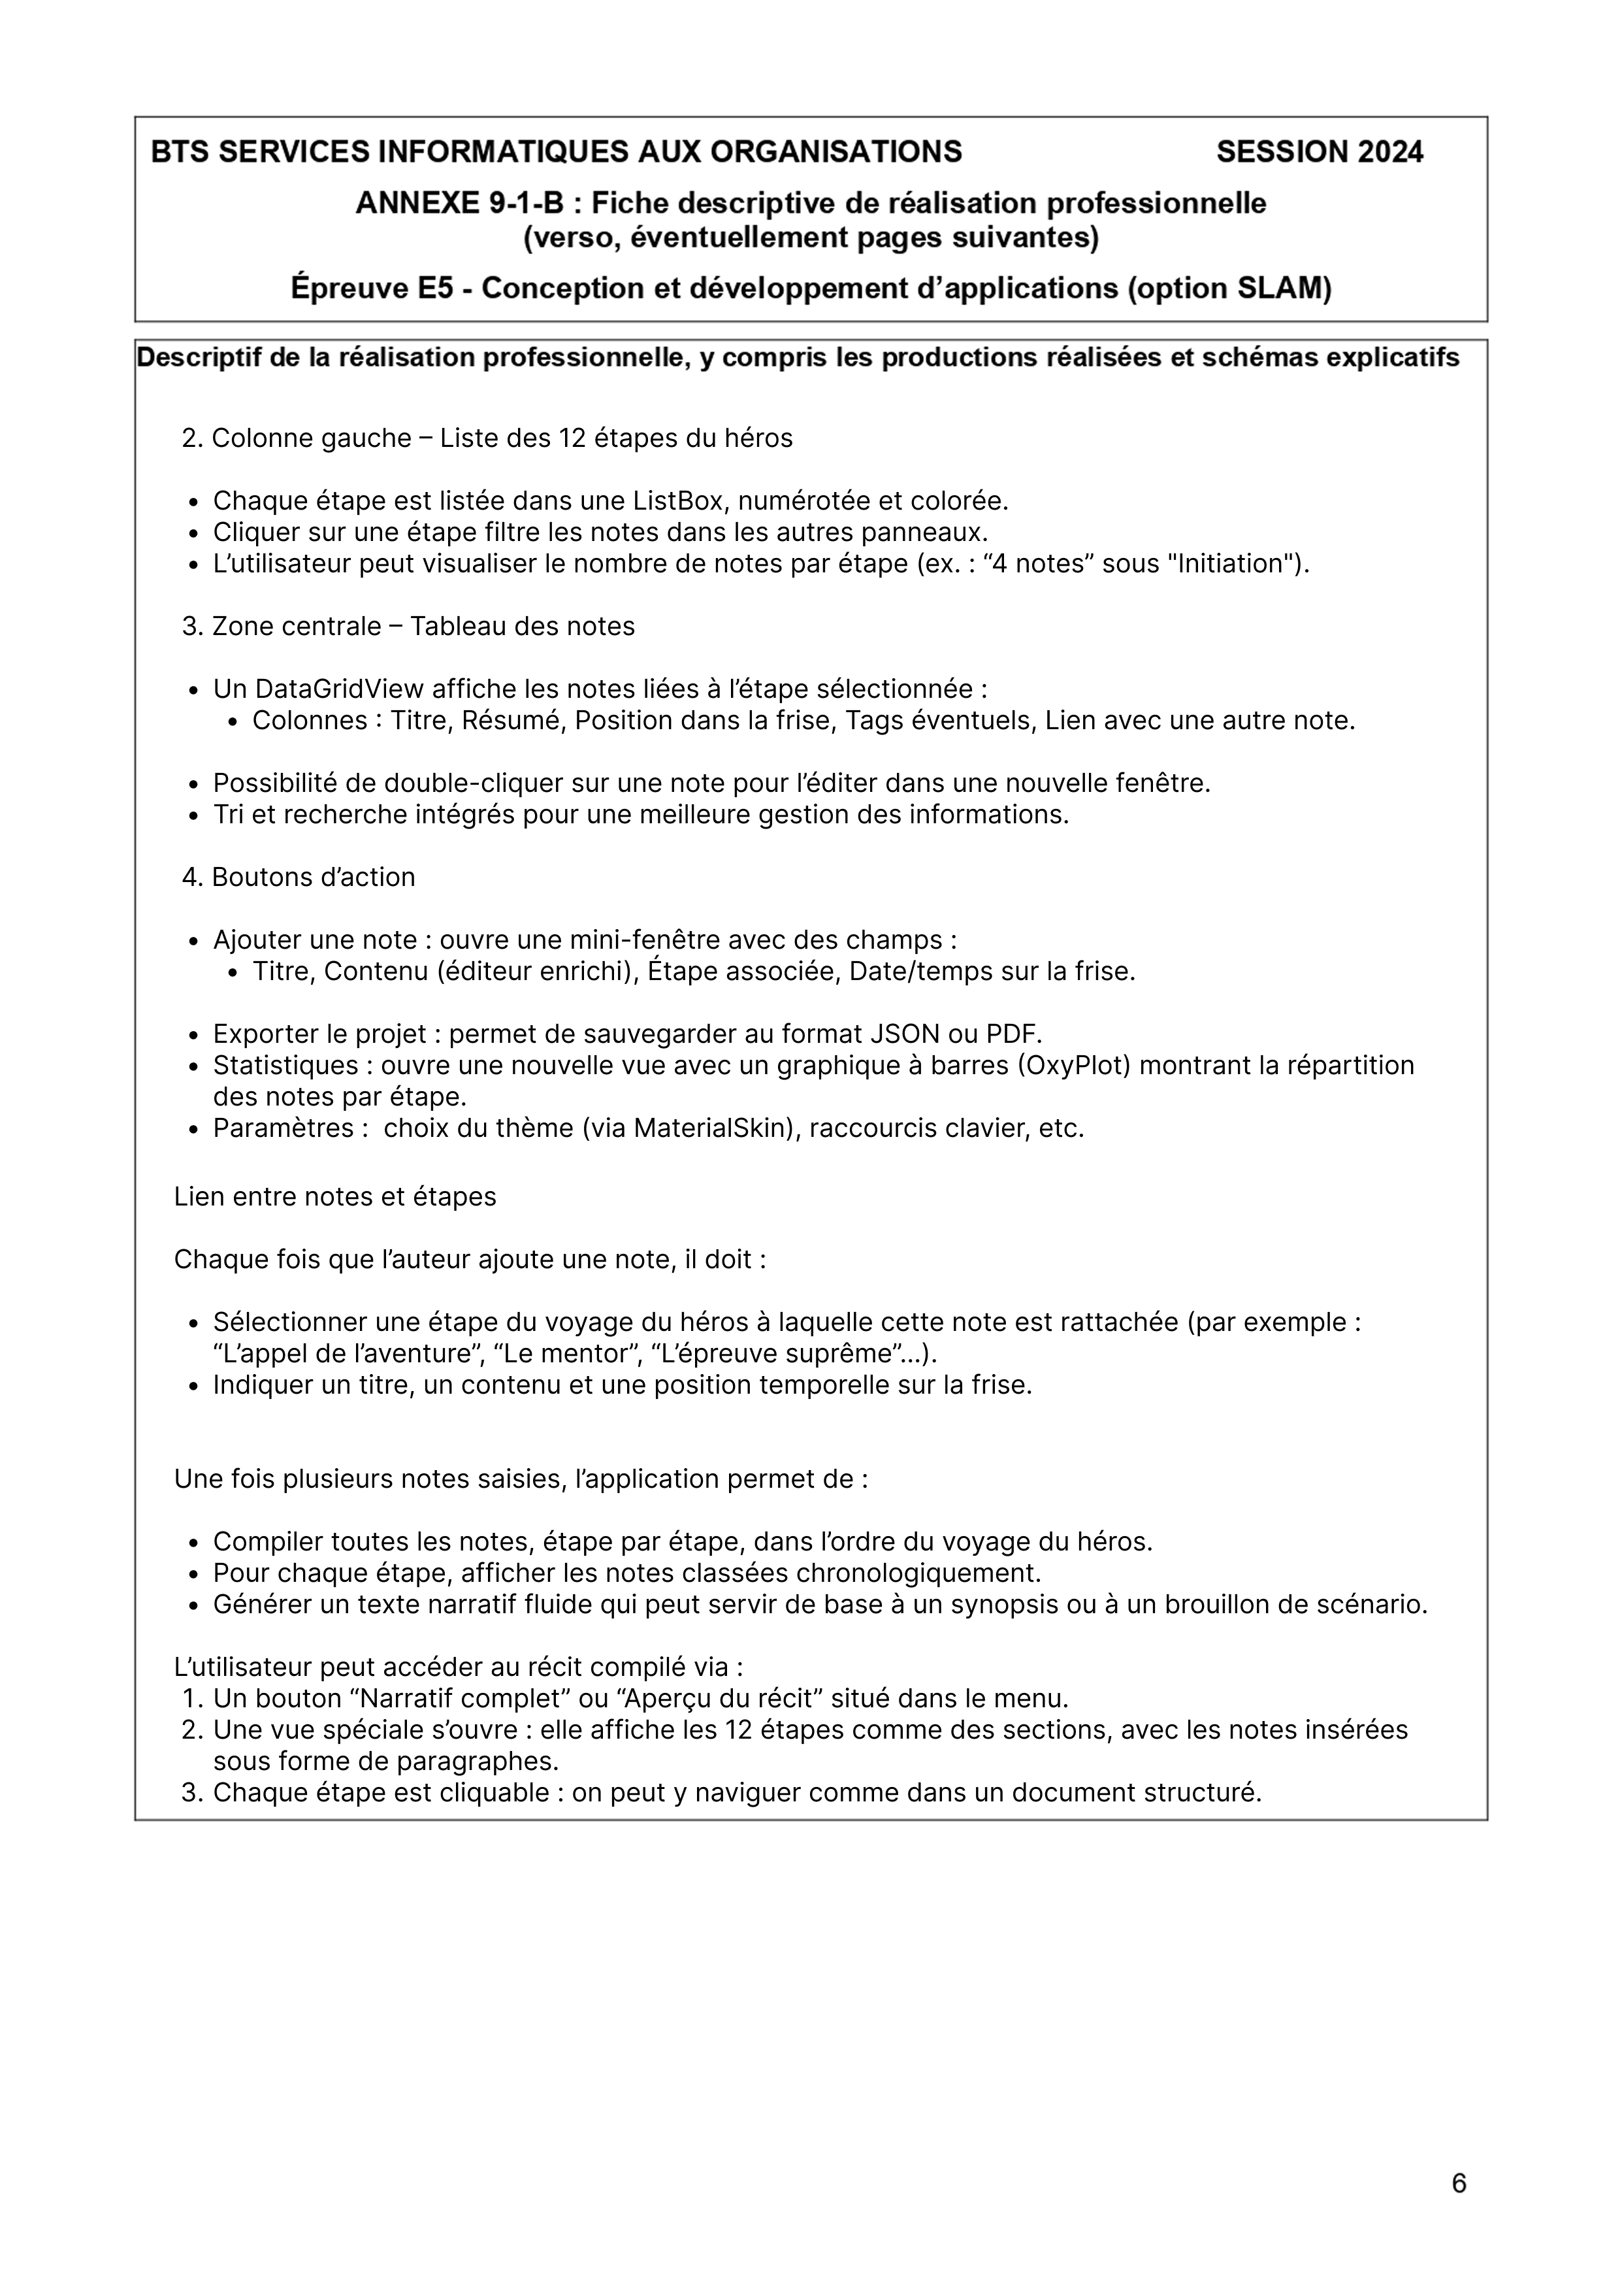 BTS SERVICES INFORMATIQUES AUX ORGANISATIONS SESSION 2024
ANNEXE 9-1-B : Fiche descriptive de réalisation professionnelle
(verso, éventuellement pages suivantes)
Épreuve E5 - Conception et développement d’applications (option SLAM)
Descriptif de la réalisation professionnelle, y compris les productions réalisées et schémas explicatifs
2. Colonne gauche – Liste des 12 étapes du héros
• Chaque étape est listée dans une ListBox, numérotée et colorée.
• Cliquer sur une étape filtre les notes dans les autres panneaux.
• L’utilisateur peut visualiser le nombre de notes par étape (ex. : “4 notes” sous "Initiation").
3. Zone centrale – Tableau des notes
• Un DataGridView affiche les notes liées à l’étape sélectionnée :
• Colonnes : Titre, Résumé, Position dans la frise, Tags éventuels, Lien avec une autre note.
• Possibilité de double-cliquer sur une note pour l’éditer dans une nouvelle fenêtre.
• Tri et recherche intégrés pour une meilleure gestion des informations.
4. Boutons d’action
• Ajouter une note : ouvre une mini-fenêtre avec des champs :
• Titre, Contenu (éditeur enrichi), Étape associée, Date/temps sur la frise.
• Exporter le projet : permet de sauvegarder au format JSON ou PDF.
• Statistiques : ouvre une nouvelle vue avec un graphique à barres (OxyPlot) montrant la répartition
des notes par étape.
• Paramètres :  choix du thème (via MaterialSkin), raccourcis clavier, etc.
Lien entre notes et étapes
Chaque fois que l’auteur ajoute une note, il doit :
• Sélectionner une étape du voyage du héros à laquelle cette note est rattachée (par exemple :
“L’appel de l’aventure”, “Le mentor”, “L’épreuve suprême”...).
• Indiquer un titre, un contenu et une position temporelle sur la frise.
Une fois plusieurs notes saisies, l’application permet de :
• Compiler toutes les notes, étape par étape, dans l’ordre du voyage du héros.
• Pour chaque étape, afficher les notes classées chronologiquement.
• Générer un texte narratif fluide qui peut servir de base à un synopsis ou à un brouillon de scénario.
L’utilisateur peut accéder au récit compilé via :
1. Un bouton “Narratif complet” ou “Aperçu du récit” situé dans le menu.
2. Une vue spéciale s’ouvre : elle affiche les 12 étapes comme des sections, avec les notes insérées
sous forme de paragraphes.
3. Chaque étape est cliquable : on peut y naviguer comme dans un document structuré.
6